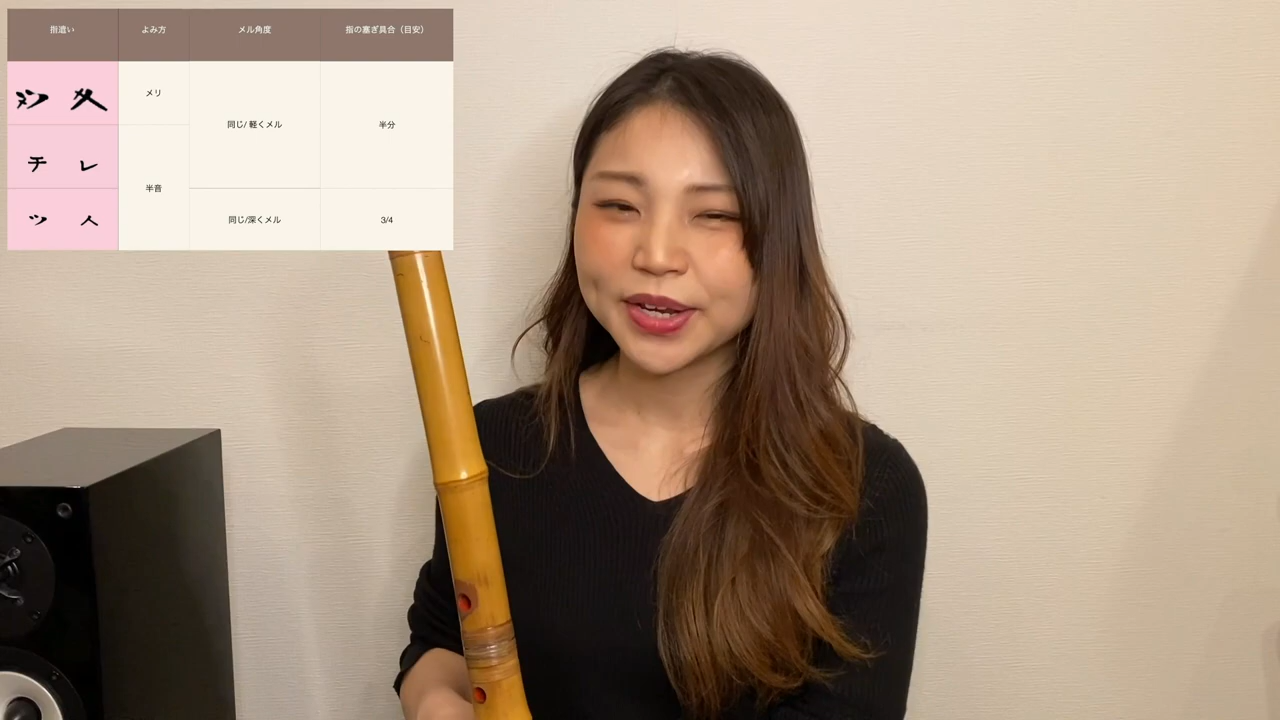 指遣い よみ方 メル角度 指の塞ぎ具合（目安）
メリ
同じ/ 軽くメル 半分
チ レ
半音
ツ 人 同じ/深くメル 3/4